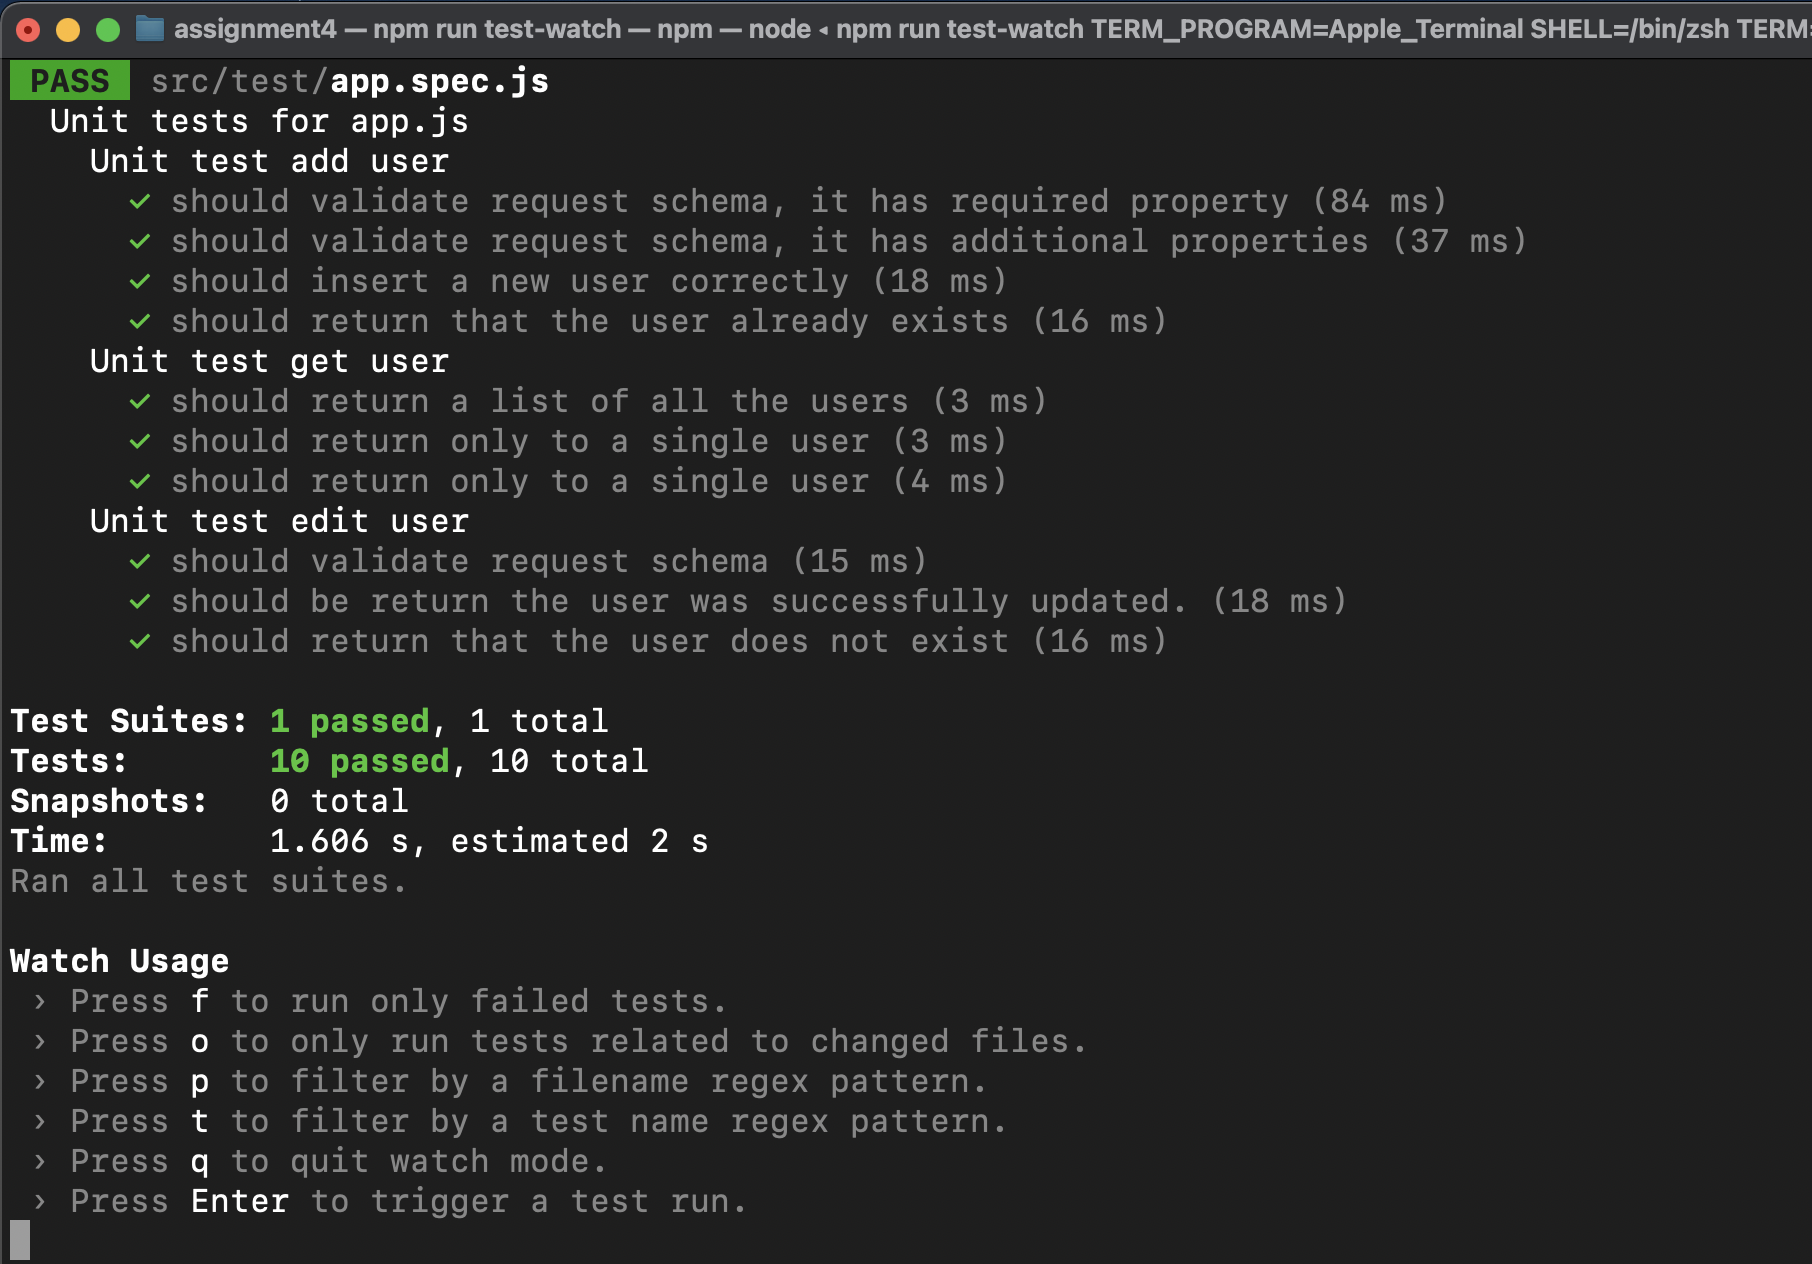 assignment4 — npm run test-watch — npm — node ◂ npm run test-watch TERM_PROGRAM=Apple_Terminal SHELL=/bin/zsh TERM=
PASS src/test/app.spec.js
Unit tests for app.js
Unit test add user
✓ should validate request schema, it has required property (84 ms)
✓ should validate request schema, it has additional properties (37 ms)
✓ should insert a new user correctly (18 ms)
✓ should return that the user already exists (16 ms)
Unit test get user
✓ should return a list of all the users (3 ms)
✓ should return only to a single user (3 ms)
✓ should return only to a single user (4 ms)
Unit test edit user
✓ should validate request schema (15 ms)
✓ should be return the user was successfully updated. (18 ms)
✓ should return that the user does not exist (16 ms)
Test Suites: 1 passed, 1 total
Tests: 10 passed, 10 total
Snapshots: 0 total
Time: 1.606 s, estimated 2 s
Ran all test suites.
Watch Usage
› Press f to run only failed tests.
› Press o to only run tests related to changed files.
› Press p to filter by a filename regex pattern.
› Press t to filter by a test name regex pattern.
› Press q to quit watch mode.
› Press Enter to trigger a test run.